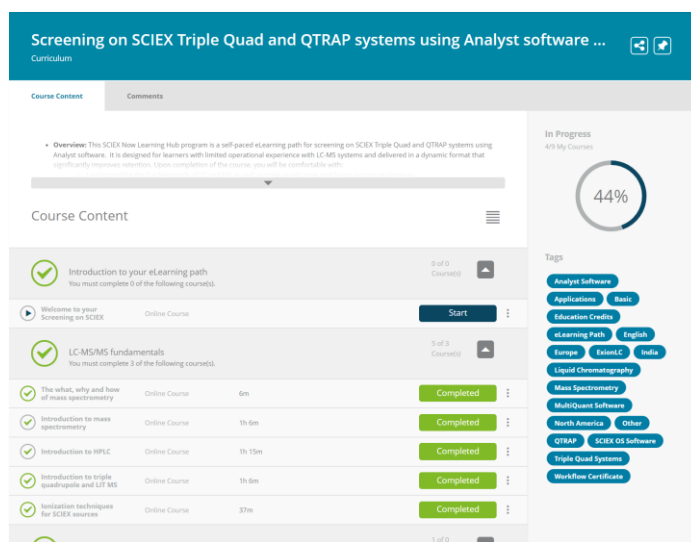 Screening on SCIEX Triple Quad and QTRAP systems using Analyst software ...
Curriculum
Course Content
Comments
• Overview: This SCIEX Now Learning Hub program is a self-paced eLearning path for screening on SCIEX Triple Quad and QTRAP systems using
Analyst software. It is designed for learners with limited operational experience with LC-MS systems and delivered in a dynamic format that
significantly improves retention. Upon completion of the course, you will be comfortable with:
Course Content
Introduction to your eLearning path
You must complete 0 of the following course(s).
0 of 0
Course(s)
Welcome to your
Screening on SCIEX
Online Course
Start
LC-MS/MS fundamentals
You must complete 3 of the following course(s).
5 of 3
Course(s)
The what, why and how
of mass spectrometry
Online Course
6m
Completed
Introduction to mass
spectrometry
Online Course
1h 6m
Completed
Introduction to HPLC
Online Course
1h 15m
Completed
Introduction to triple
quadrupole and LIT MS
Online Course
1h 6m
Completed
Ionization techniques
for SCIEX sources
Online Course
37m
Completed
1 of 0
In Progress
4/9 My Courses
44%
Tags
Analyst Software
Applications Basic
Education Credits
eLearning Path English
Europe ExionLC India
Liquid Chromatography
Mass Spectrometry
MultiQuant Software
North America Other
QTRAP SCIEX OS Software
Triple Quad Systems
Workflow Certificate